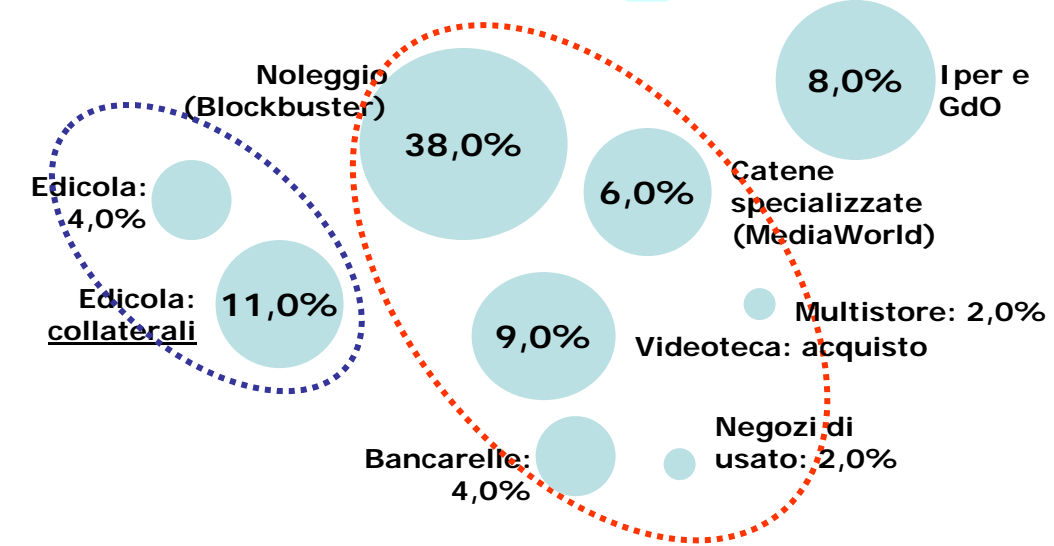 Noleggio
(Blockbuster)
38,0%
8,0%
Iper e
GdO
6,0%
Catene
specializzate
(MediaWorld)
Edicola:
4,0%
Edicola:
collaterali
11,0%
9,0%
Multistore: 2,0%
Videoteca: acquisto
Bancarelle:
4,0%
Negozi di
usato: 2,0%